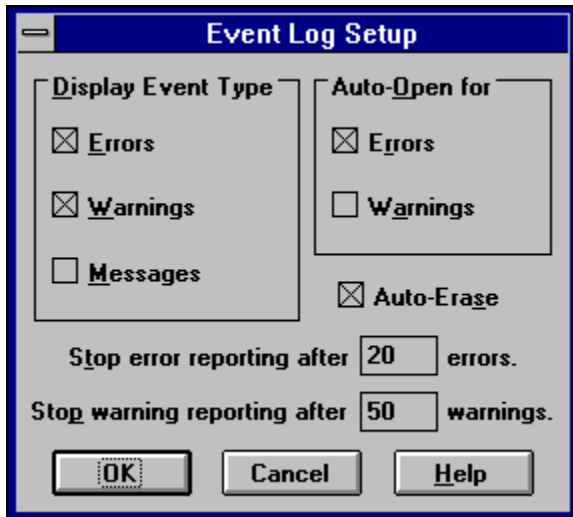 Event Log Setup
Display Event Type
Errors
Warnings
Messages
Auto-Open for
Errors
Warnings
Auto-Erase
Stop error reporting after 20 errors.
Stop warning reporting after 50 warnings.
OK Cancel Help